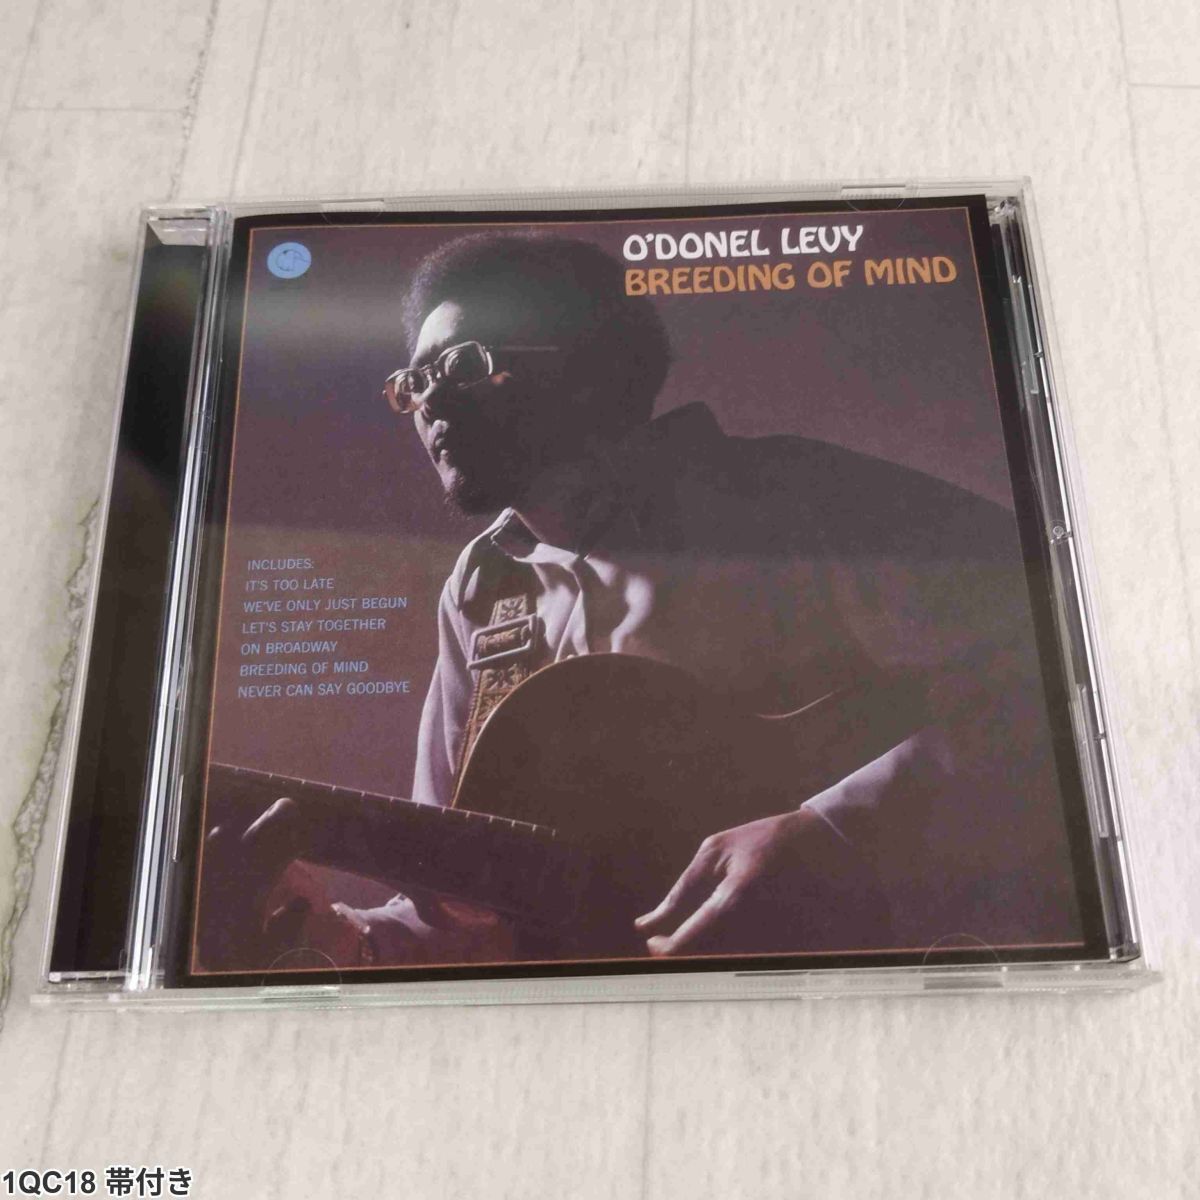 O'DONEL LEVY
BREEDING OF MIND
INCLUDES:
IT'S TOO LATE
WE'VE ONLY JUST BEGUN
LET'S STAY TOGETHER
ON BROADWAY
BREEDING OF MIND
NEVER CAN SAY GOODBYE
1QC18 帯付き